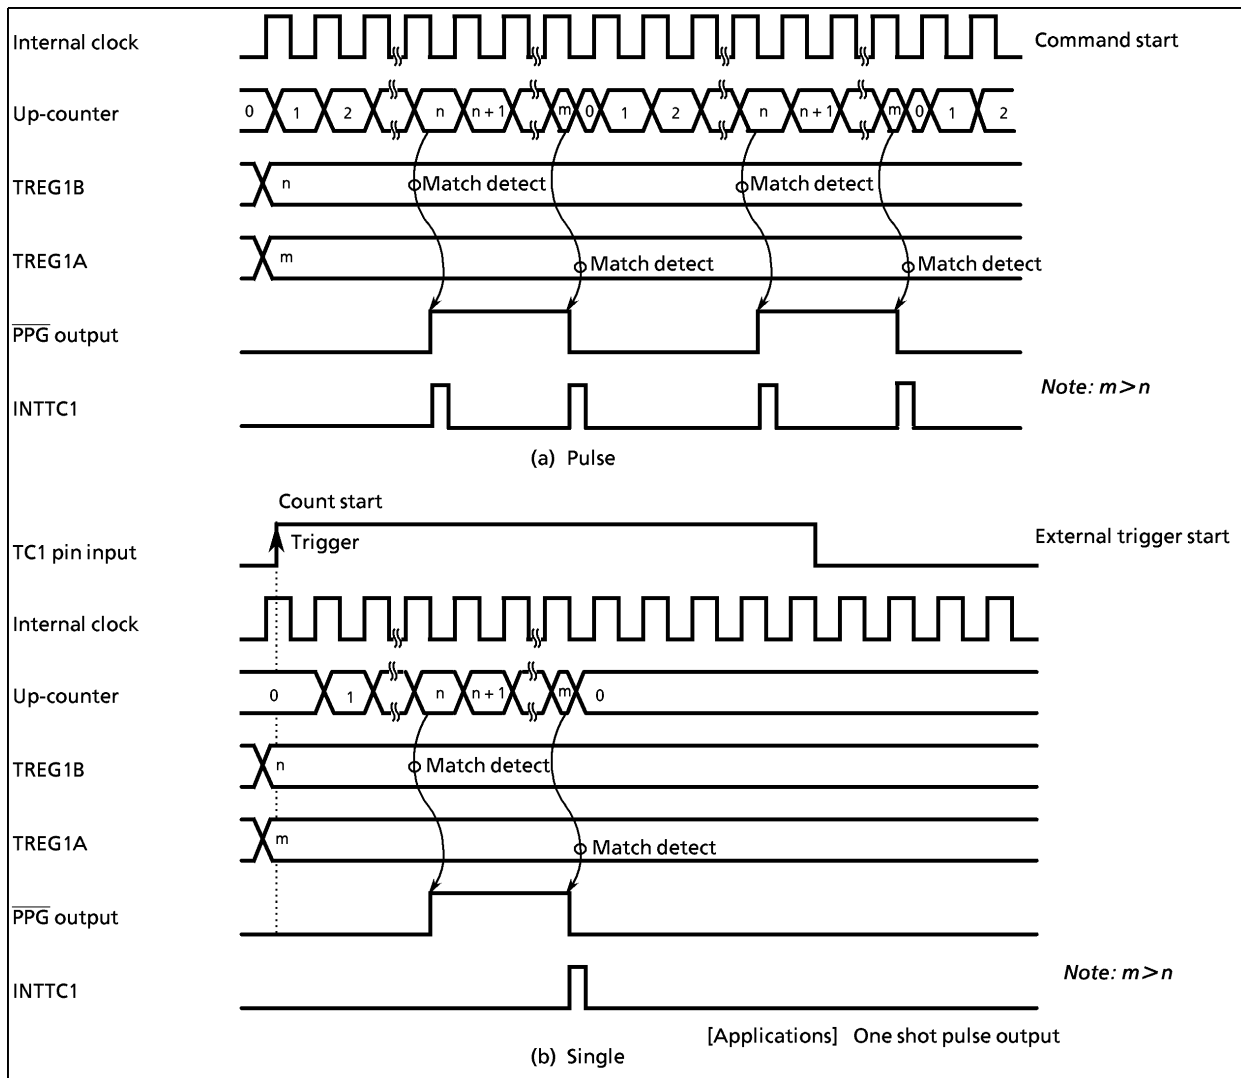 Internal clock
Command start
Up-counter 0 1 2 n n + 1 m 0 1 2 n n + 1 m 0 1 2
TREG1B n Match detect Match detect
TREG1A m Match detect Match detect
PPG output
Note: m>n
INTTC1
(a) Pulse
Count start
TC1 pin input Trigger External trigger start
Internal clock
Up-counter 0 1 n n + 1 m 0
TREG1B n Match detect
TREG1A m Match detect
PPG output
Note: m>n
INTTC1
[Applications] One shot pulse output
(b) Single